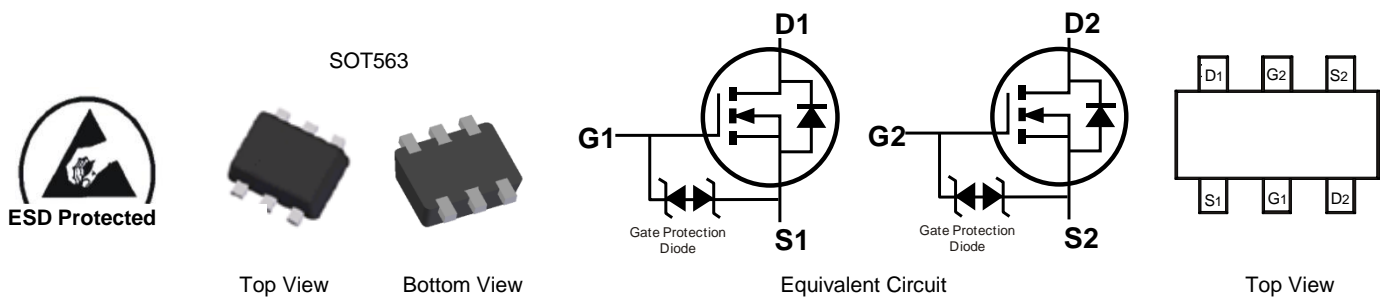 SOT563
ESD Protected
Top View
Bottom View
D1
G1
S1
Gate Protection
Diode
D2
G2
S2
Gate Protection
Diode
Equivalent Circuit
D1 G2 S2
S1 G1 D2
Top View